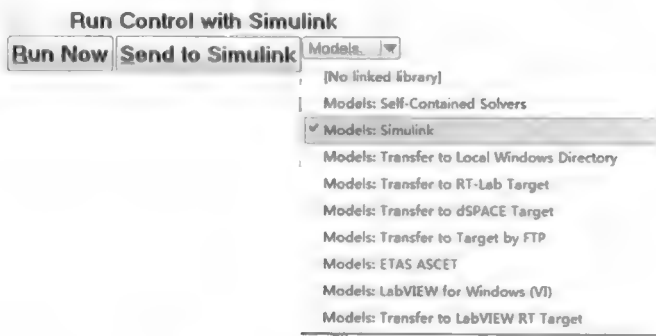 Run Control with Simulink
Run Now Send to Simulink Models.
[No linked library]
Models: Self-Contained Solvers
Models: Simulink
Models: Transfer to Local Windows Directory
Models: Transfer to RT-Lab Target
Models: Transfer to dSPACE Target
Models: Transfer to Target by FTP
Models: ETAS ASCET
Models: LabVIEW for Windows (VI)
Models: Transfer to LabVIEW RT Target